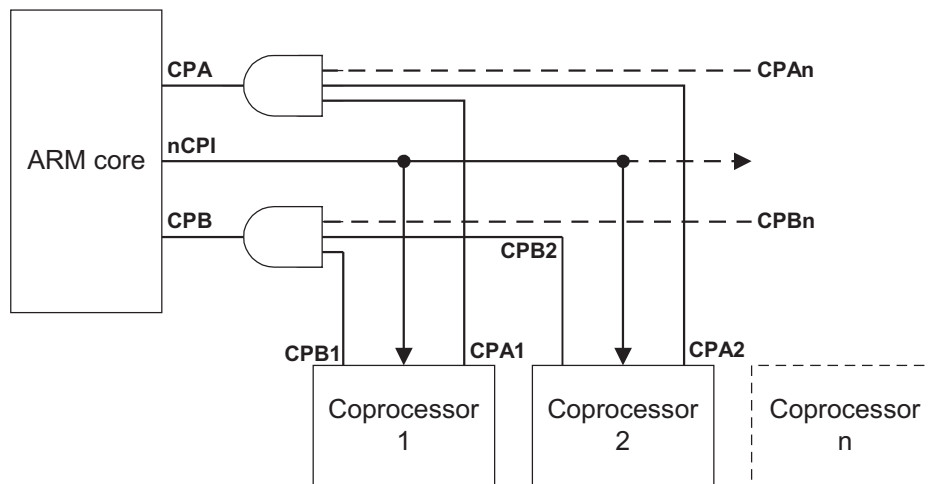 CPA
CPAn
nCPI
ARM core
CPB
CPBn
CPB2
CPB1
CPA1
CPA2
Coprocessor
1
Coprocessor
2
Coprocessor
n